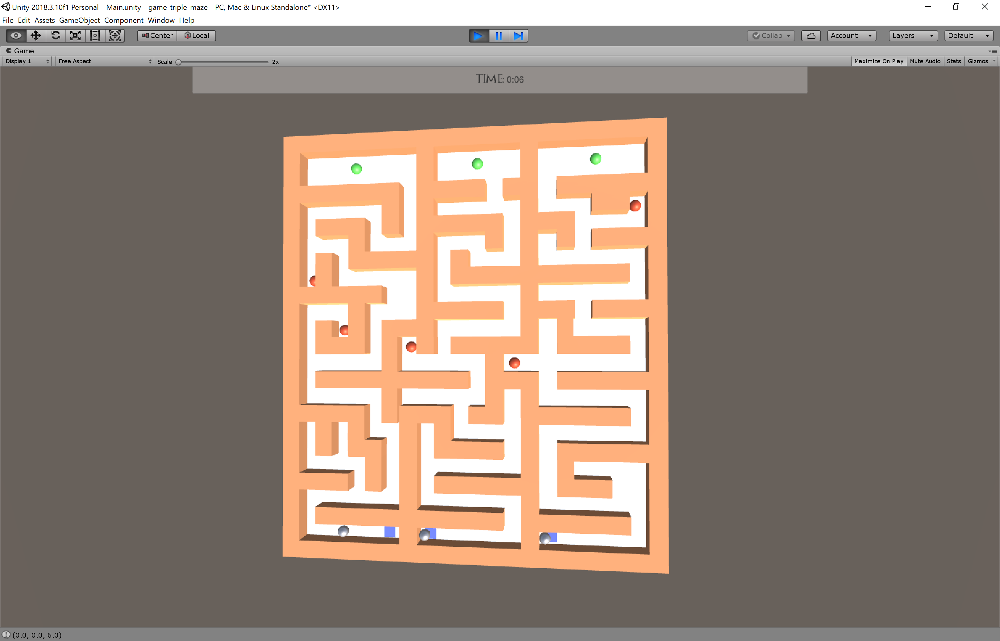 Unity 2018.3.10f1 Personal - Main.unity - game-triple-maze - PC, Mac & Linux Standalone* <DX11>
File Edit Assets GameObject Component Window Help
Center Local Collab Account Layers Default
Game
Display 1 Free Aspect Scale 2x Maximize On Play Mute Audio Stats Gizmos
TIME: 0:06
(0.0, 0.0, 6.0)